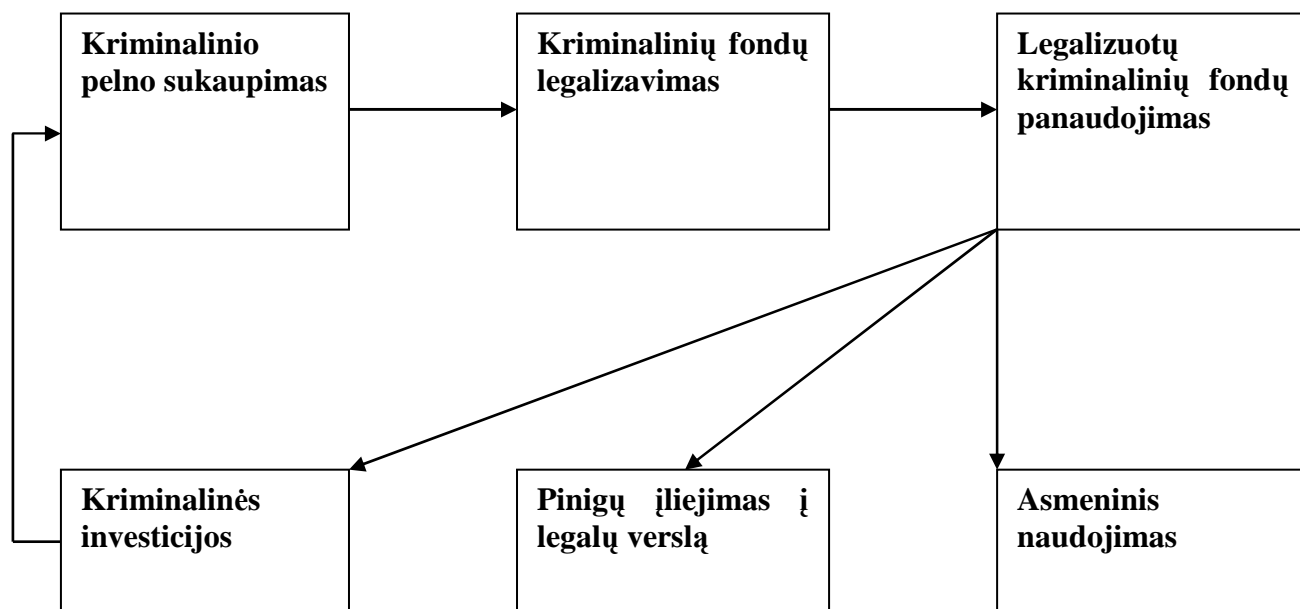 Kriminalinio
pelno sukaupimas
Kriminalinių fondų
legalizavimas
Legalizuotų
kriminalinių fondų
panaudojimas
Kriminalinės
investicijos
Pinigų įliejimas į
legalų verslą
Asmeninis
naudojimas